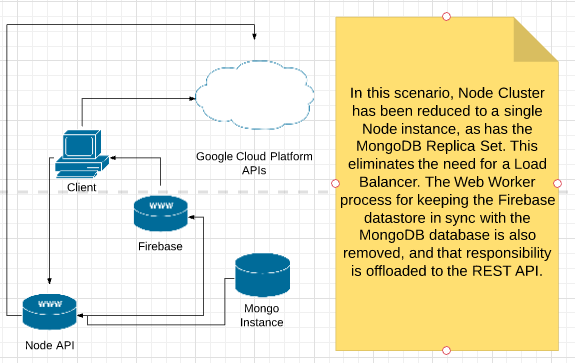 Google Cloud Platform
APIs
Client
WWW
Firebase
Mongo
Instance
WWW
Node API
In this scenario, Node Cluster
has been reduced to a single
Node instance, as has the
MongoDB Replica Set. This
eliminates the need for a Load
Balancer. The Web Worker
process for keeping the Firebase
datastore in sync with the
MongoDB database is also
removed, and that responsibility
is offloaded to the REST API.